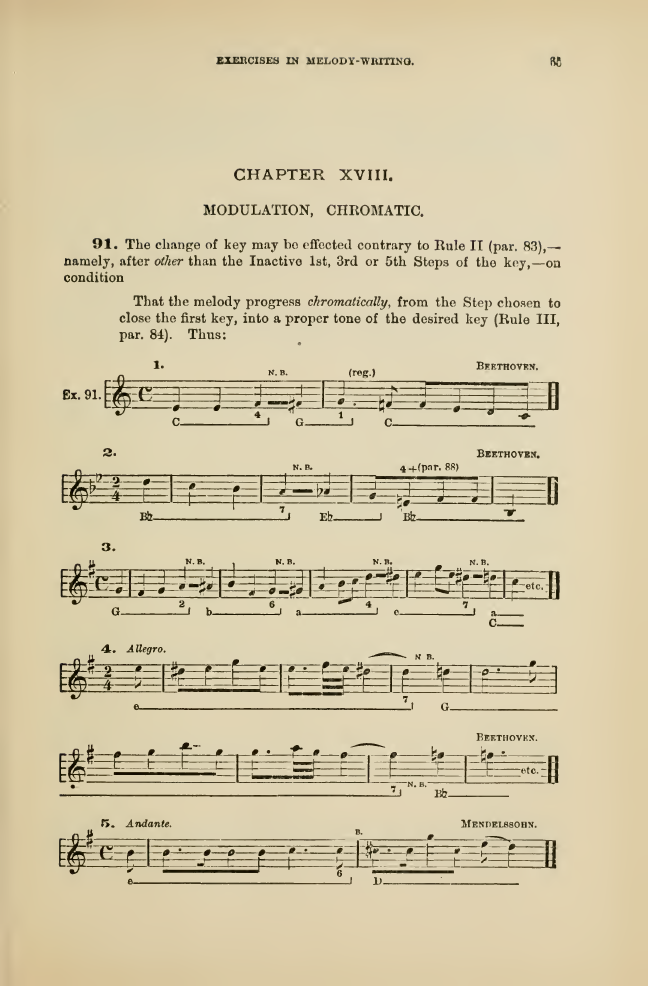 EXERCISES IN MELODY-WRITING.
CHAPTER XVIII.
MODULATION, CHROMATIC.
91. The change of key may be effected contrary to Rule II (par. 83),—
namely, after other than the Inactive 1st, 3rd or 5th Steps of the key,—on
condition
That the melody progress chromatically, from the Step chosen to
close the first key, into a proper tone of the desired key (Rule III,
par. 84). Thus:
1. N. B. (reg.) BEETHOVEN.
Ex. 91.
4 1
C G C
2. BEETHOVEN.
N. B. 4+(par. 88)
2 4
7
B♭ E♭ B♭
3.
N. B. N. B. N. B. N. B.
etc.
2 6 4 7
G b a e a
C
4. Allegro.
N B.
2 4
7
e G
BEETHOVEN.
etc.
7 N. B. B♭
5. Andante. B. MENDELSSOHN.
6
e D